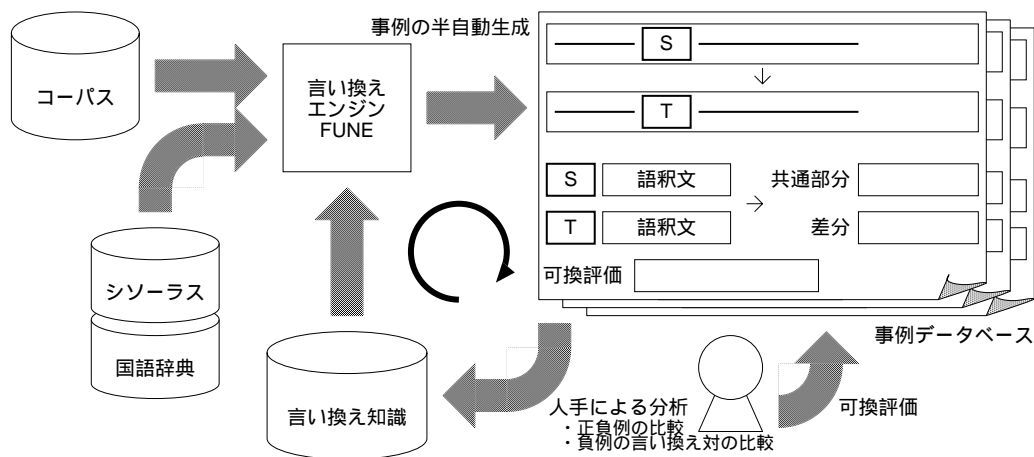 事例の半自動生成
コーパス
言い換え
エンジン
FUNE
S
T
S 語釈文 共通部分
T 語釈文 差分
可換評価
シソーラス
国語辞典
言い換え知識
事例データベース
人手による分析
・正負例の比較
・負例の言い換え対の比較
可換評価